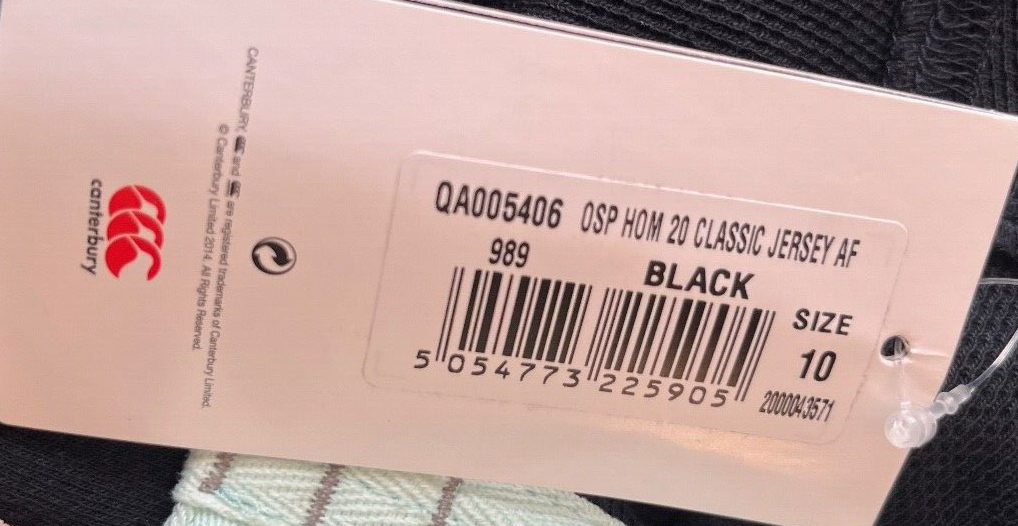 canterbury
CANTERBURY, and are registered trademarks of Canterbury Limited.
© Canterbury Limited 2014. All Rights Reserved.
QA005406 OSP HOM 20 CLASSIC JERSEY AF
989 BLACK
SIZE
10
5 054773 225905
2000043571